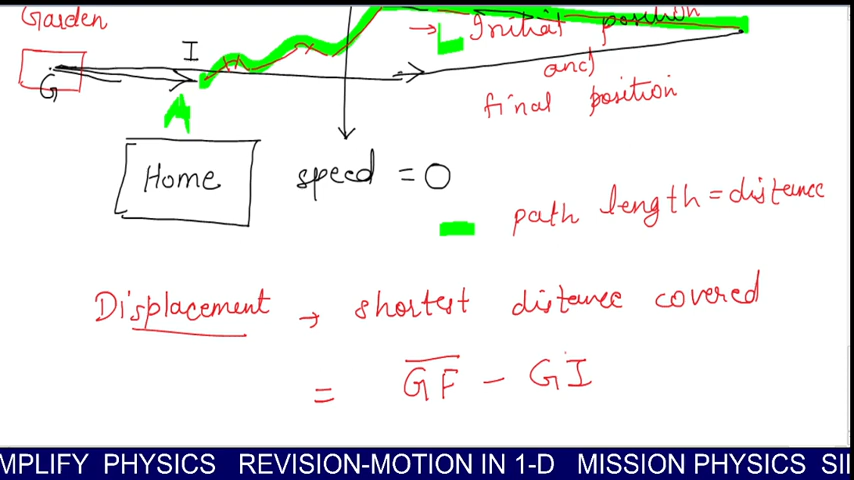 Garden
→ Initial position
I
and
G
final position
A
Home
speed = 0
path length = distance
Displacement → shortest distance covered
= GF - GI
MPLIFY PHYSICS REVISION-MOTION IN 1-D MISSION PHYSICS SI